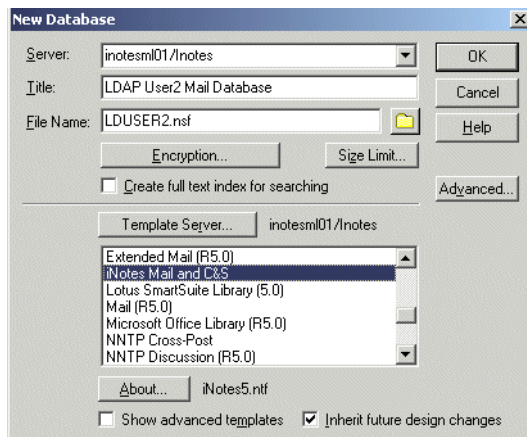 New Database
Server: inotesml01/Inotes OK
Title: LDAP User2 Mail Database Cancel
File Name: LDUSER2.nsf Help
Encryption... Size Limit...
Create full text index for searching Advanced...
Template Server... inotesml01/Inotes
Extended Mail (R5.0)
iNotes Mail and C&S
Lotus SmartSuite Library (5.0)
Mail (R5.0)
Microsoft Office Library (R5.0)
NNTP Cross-Post
NNTP Discussion (R5.0)
About... iNotes5.ntf
Show advanced templates Inherit future design changes